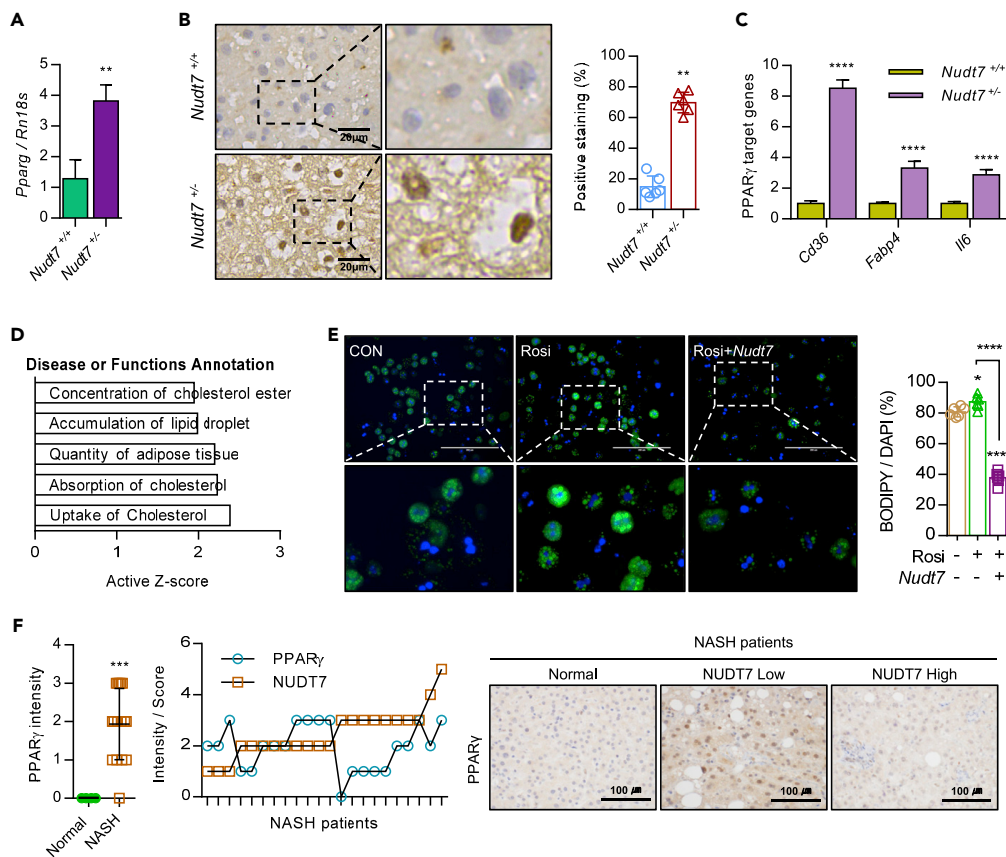 A
Pparg / Rn18s
5
4
3
2
1
0
**
Nudt7 +/+
Nudt7 +/-
B
Nudt7 +/+
Nudt7 +/-
20μm
20μm
Positive staining (%)
100
80
60
40
20
0
**
Nudt7 +/+
Nudt7 +/-
C
PPARγ target genes
10
8
6
4
2
0
****
****
****
Nudt7 +/+
Nudt7 +/-
Cd36
Fabp4
Il6
D
Disease or Functions Annotation
Concentration of cholesterol ester
Accumulation of lipid droplet
Quantity of adipose tissue
Absorption of cholesterol
Uptake of Cholesterol
0 1 2 3
Active Z-score
E
CON
Rosi
Rosi+Nudt7
BODIPY / DAPI (%)
100
80
60
40
20
0
****
*
***
Rosi - + +
Nudt7 - - +
F
PPARγ intensity
4
3
2
1
0
***
Normal
NASH
Intensity / Score
6
4
2
0
PPARγ
NUDT7
NASH patients
NASH patients
Normal
NUDT7 Low
NUDT7 High
PPARγ
100 ㎛
100 ㎛
100 ㎛